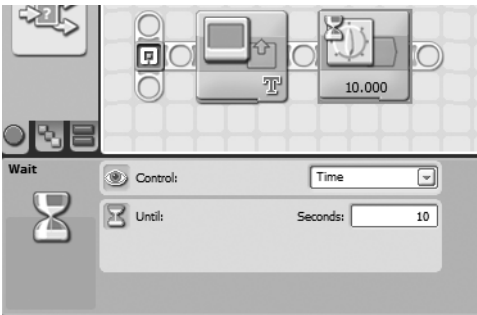 ?
T
10.000
Wait
Control:
Time
Until:
Seconds:
10